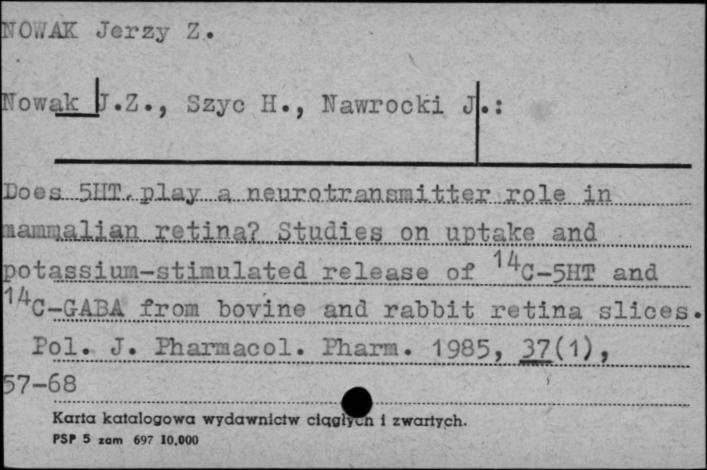 NOWAK Jerzy Z.
Nowak J.Z., Szyc H., Nawrocki J.:
Does 5HT play a neurotransmitter role in
mammalian retina? Studies on uptake and
potassium-stimulated release of ¹⁴C-5HT and
¹⁴C-GABA from bovine and rabbit retina slices.
Pol. J. Pharmacol. Pharm. 1985, 37(1),
57-68
Karta katalogowa wydawnictw ciągłych i zwartych.
PSP 5 zam 697 10,000